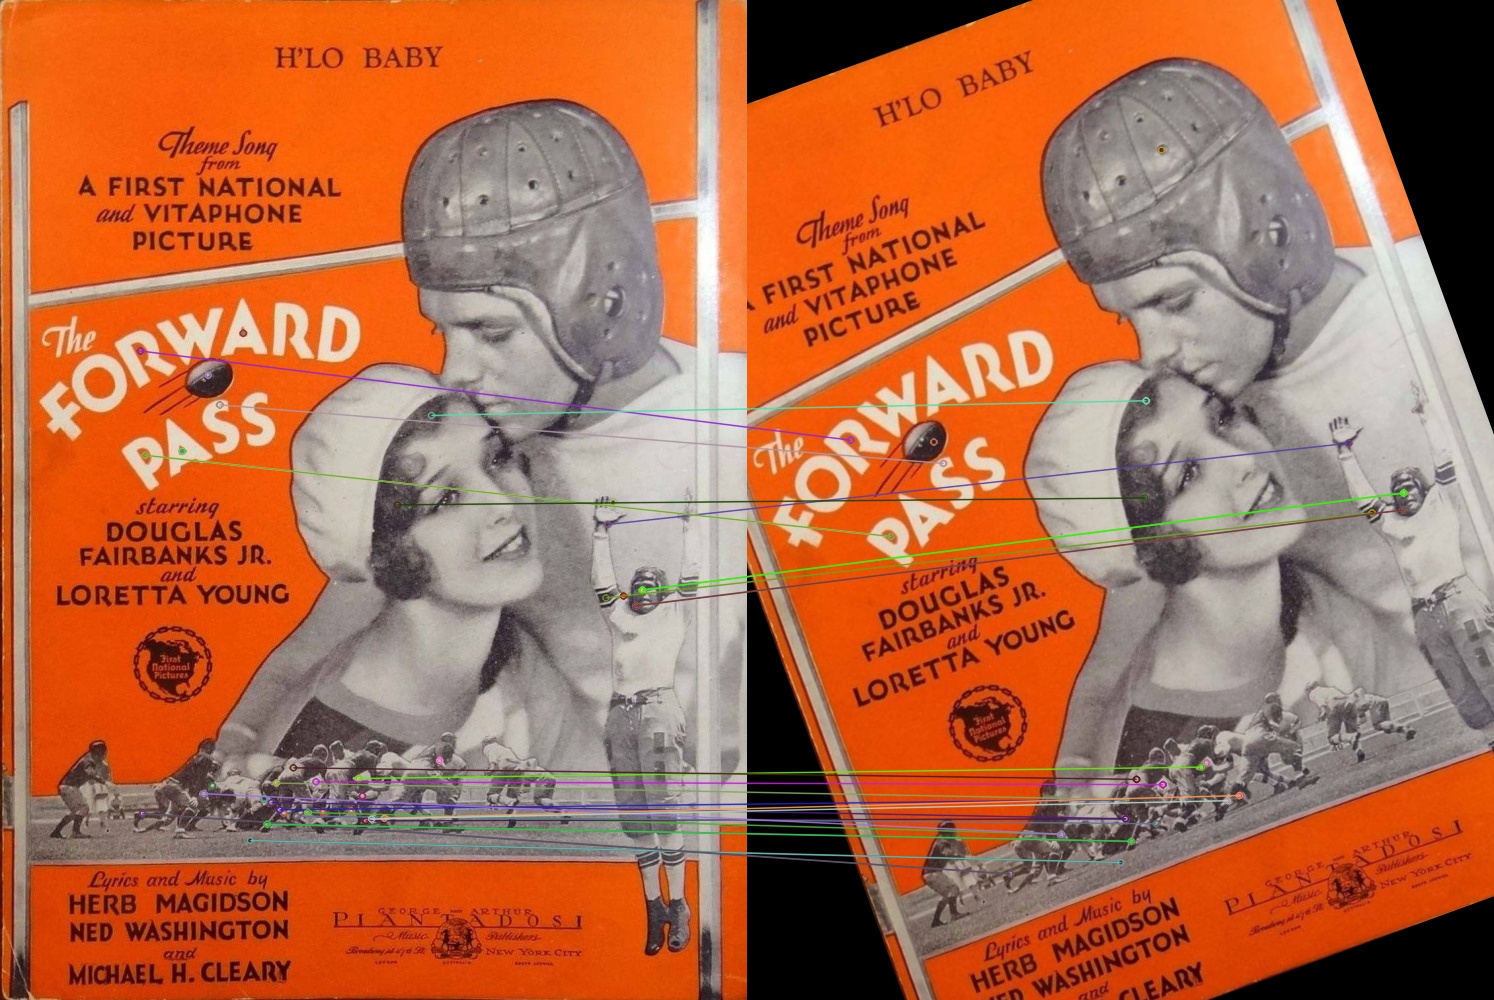 H'LO BABY
Theme Song
from
A FIRST NATIONAL
and VITAPHONE
PICTURE
The
FORWARD
PASS
starring
DOUGLAS
FAIRBANKS JR.
and
LORETTA YOUNG
First
National
Pictures
Lyrics and Music by
HERB MAGIDSON
NED WASHINGTON
and
MICHAEL H. CLEARY
GEORGE ARTHUR
PIANTADOSI
Music Publishers
NEW YORK CITY
H'LO BABY
Theme Song
from
FIRST NATIONAL
and VITAPHONE
PICTURE
The
FORWARD
PASS
starring
DOUGLAS
FAIRBANKS JR.
and
LORETTA YOUNG
First
National
Pictures
Lyrics and Music by
HERB MAGIDSON
NED WASHINGTON
and
CLEARY
GEORGE ARTHUR
PIANTADOSI
Music Publishers
NEW YORK CITY